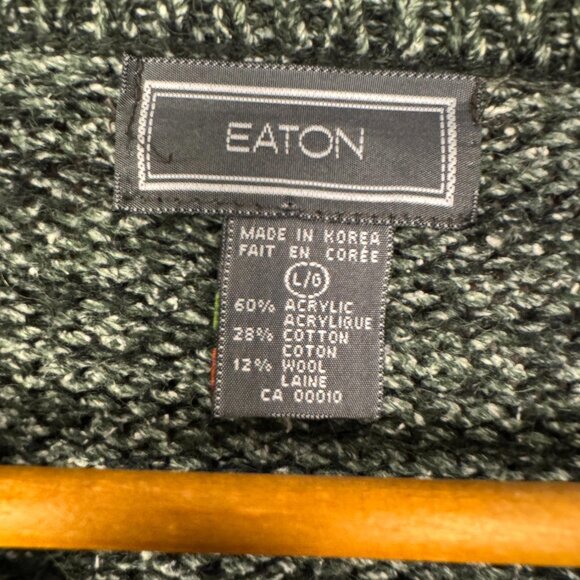 EATON
MADE IN KOREA
FAIT EN CORÉE
L/G
60% ACRYLIC
ACRYLIQUE
28% COTTON
COTON
12% WOOL
LAINE
CA 00010